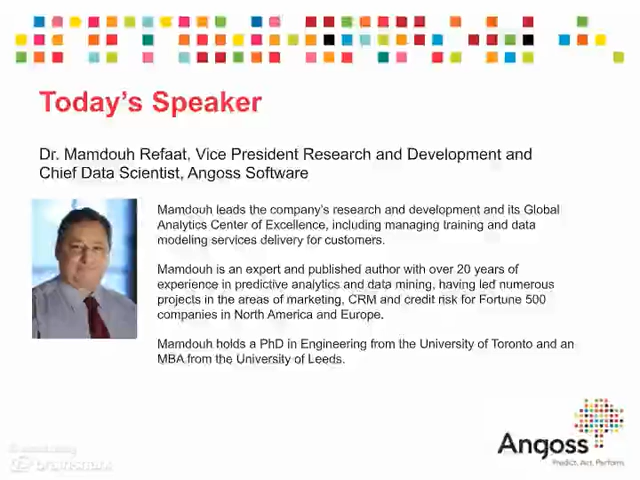 Today's Speaker
Dr. Mamdouh Refaat, Vice President Research and Development and
Chief Data Scientist, Angoss Software
Mamdouh leads the company's research and development and its Global
Analytics Center of Excellence, including managing training and data
modeling services delivery for customers.
Mamdouh is an expert and published author with over 20 years of
experience in predictive analytics and data mining, having led numerous
projects in the areas of marketing, CRM and credit risk for Fortune 500
companies in North America and Europe.
Mamdouh holds a PhD in Engineering from the University of Toronto and an
MBA from the University of Leeds.
Angoss
Predict. Act. Perform.
brainshark